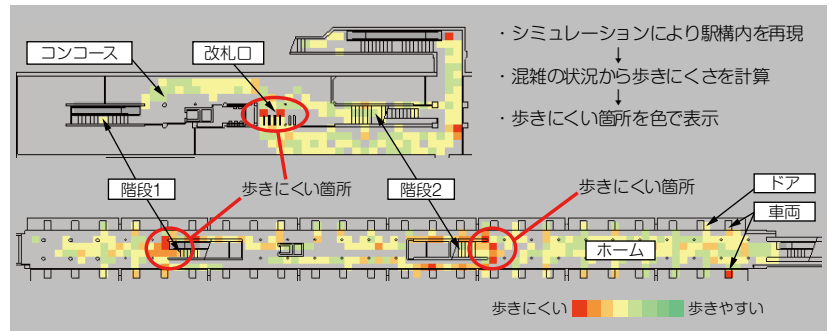 ・シミュレーションにより駅構内を再現
↓
・混雑の状況から歩きにくさを計算
↓
・歩きにくい箇所を色で表示
コンコース
改札口
階段1
歩きにくい箇所
階段2
歩きにくい箇所
ドア
車両
ホーム
歩きにくい
歩きやすい